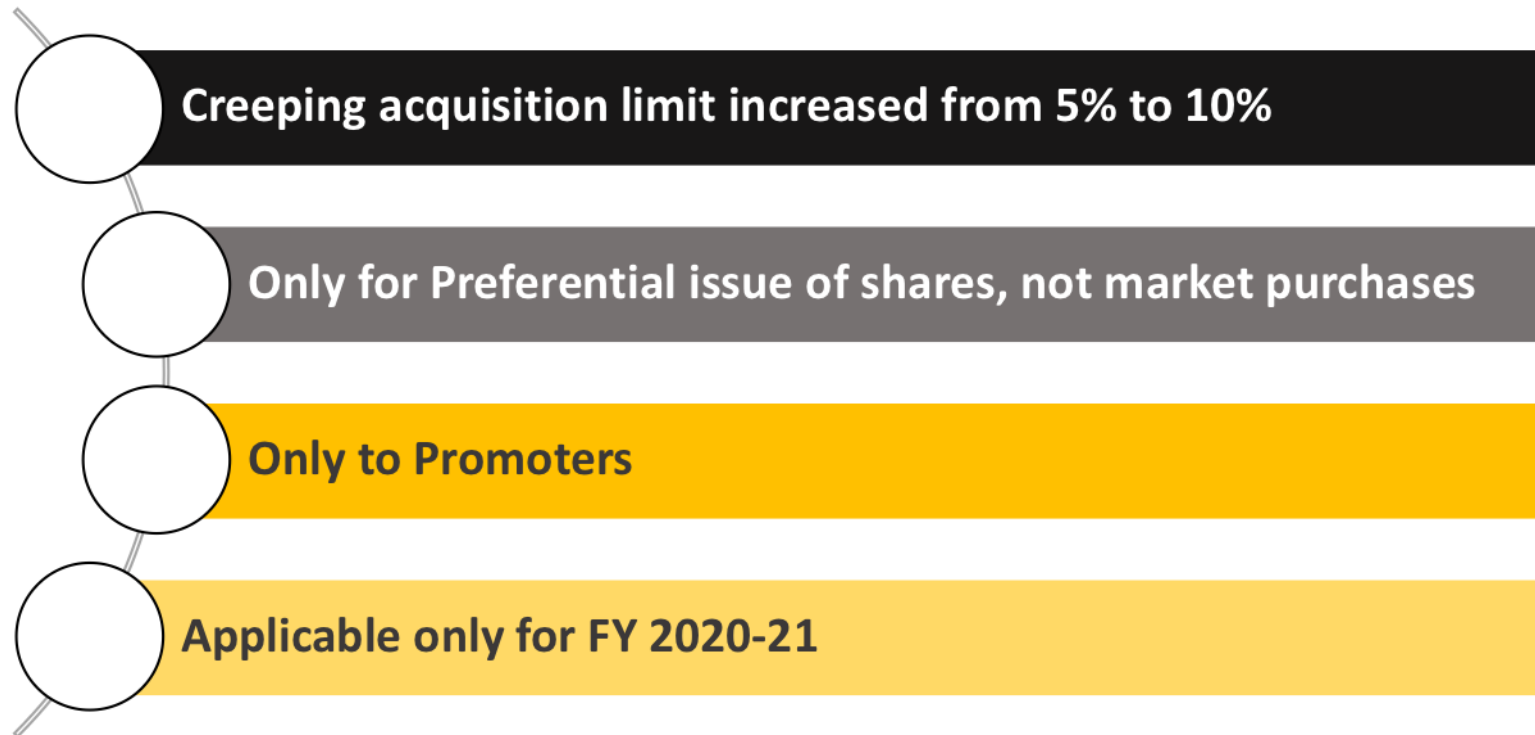 Creeping acquisition limit increased from 5% to 10%
Only for Preferential issue of shares, not market purchases
Only to Promoters
Applicable only for FY 2020-21